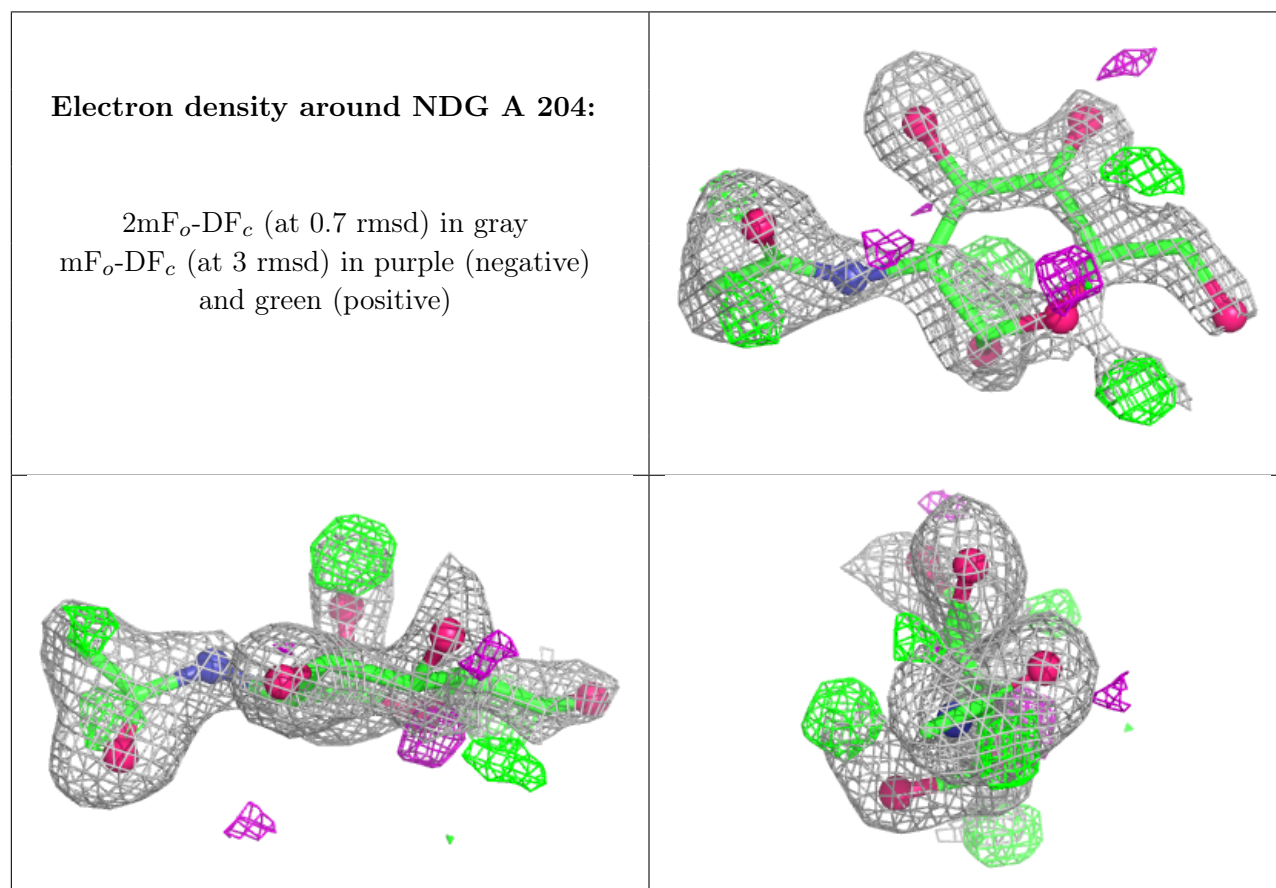 Electron density around NDG A 204:
2mFo-DFc (at 0.7 rmsd) in gray
mFo-DFc (at 3 rmsd) in purple (negative)
and green (positive)